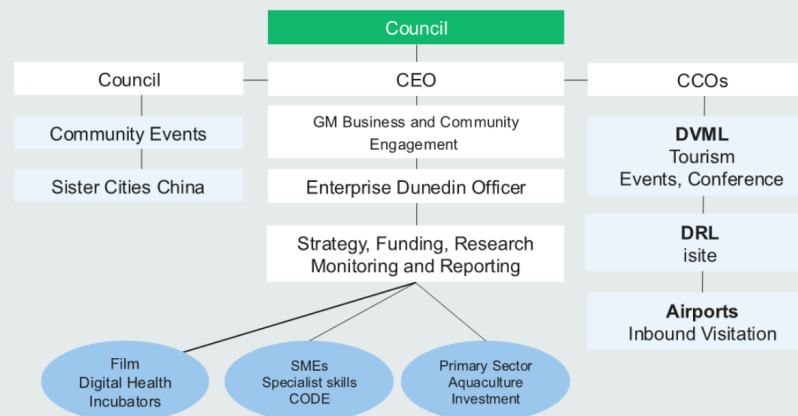 Council
Council
CEO
CCOs
Community Events
Sister Cities China
GM Business and Community
Engagement
Enterprise Dunedin Officer
Strategy, Funding, Research
Monitoring and Reporting
DVML
Tourism
Events, Conference
DRL
isite
Airports
Inbound Visitation
Film
Digital Health
Incubators
SMEs
Specialist skills
CODE
Primary Sector
Aquaculture
Investment